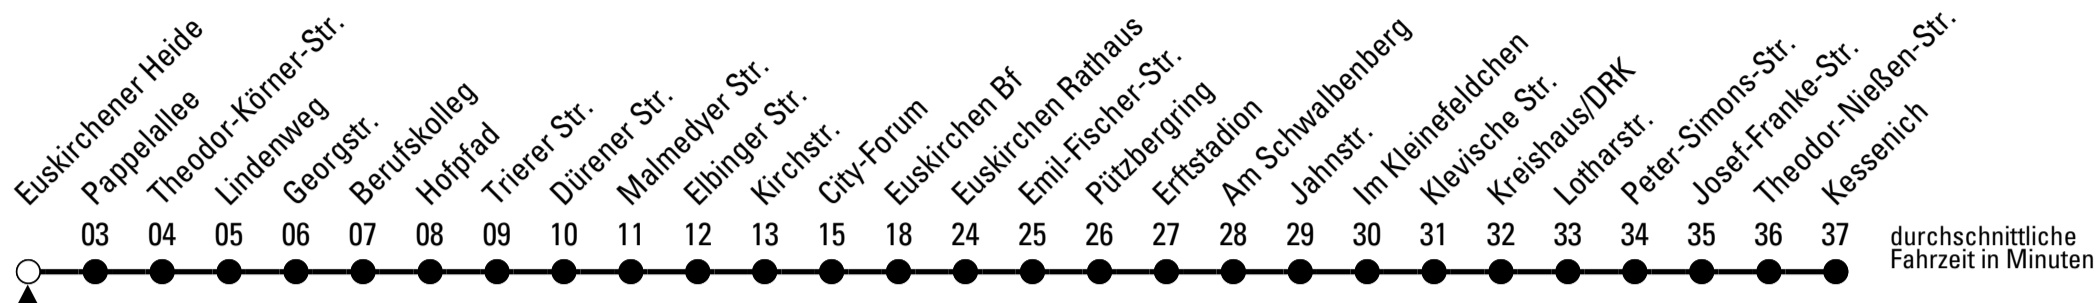 Euskirchener Heide
Pappelallee
Theodor-Körner-Str.
Lindenweg
Georgstr.
Berufskolleg
Hofpfad
Trierer Str.
Dürener Str.
Malmedyer Str.
Elbinger Str.
Kirchstr.
City-Forum
Euskirchen Bf
Euskirchen Rathaus
Emil-Fischer-Str.
Pützbergring
Erftstadion
Am Schwalbenberg
Jahnstr.
Im Kleinefeldchen
Klevische Str.
Kreishaus/DRK
Lotharstr.
Peter-Simons-Str.
Josef-Franke-Str.
Theodor-Nießen-Str.
Kessenich
03 04 05 06 07 08 09 10 11 12 13 15 18 24 25 26 27 28 29 30 31 32 33 34 35 36 37
durchschnittliche
Fahrzeit in Minuten